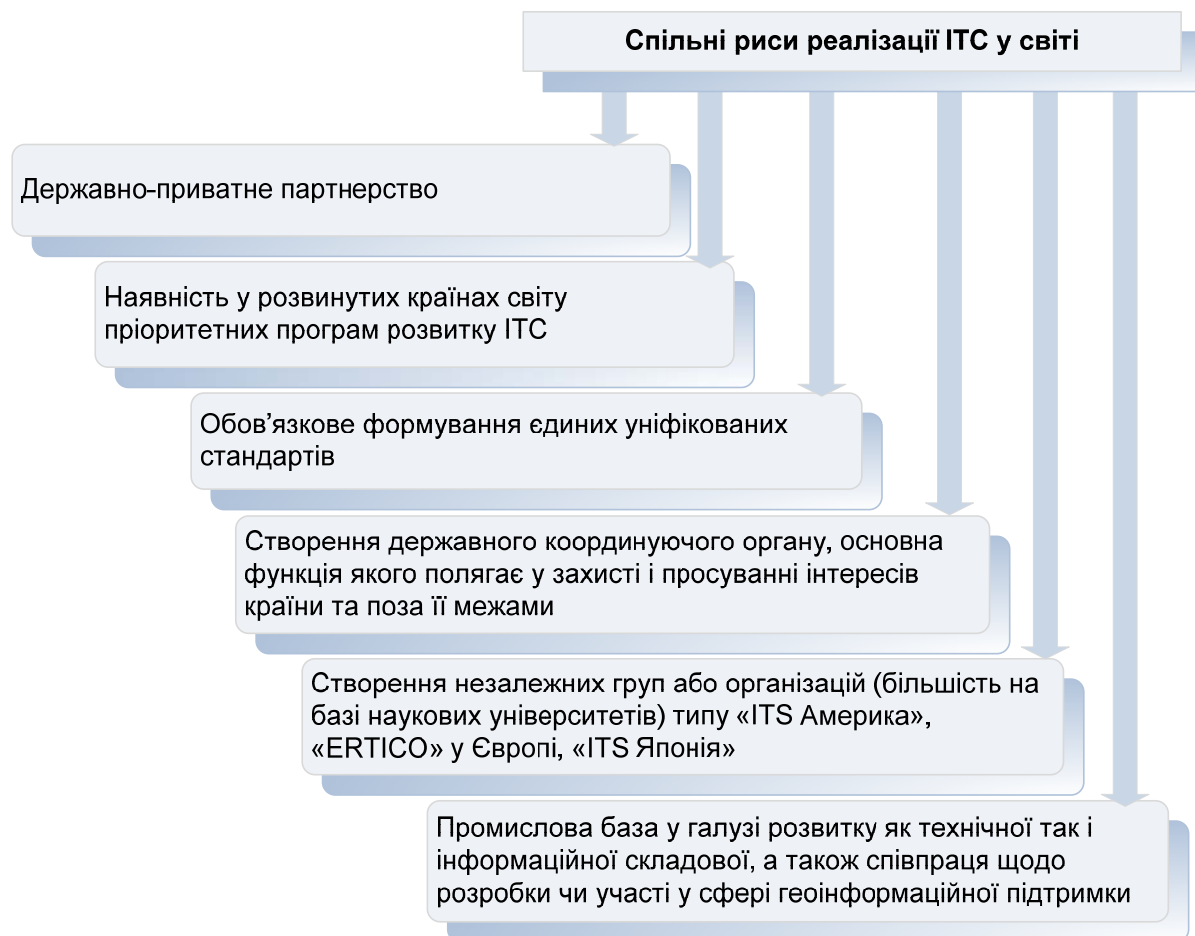 Спільні риси реалізації ІТС у світі
Державно-приватне партнерство
Наявність у розвинутих країнах світу
пріоритетних програм розвитку ІТС
Обов’язкове формування єдиних уніфікованих
стандартів
Створення державного координуючого органу, основна
функція якого полягає у захисті і просуванні інтересів
країни та поза її межами
Створення незалежних груп або організацій (більшість на
базі наукових університетів) типу «ITS Америка»,
«ERTICO» у Європі, «ITS Японія»
Промислова база у галузі розвитку як технічної так і
інформаційної складової, а також співпраця щодо
розробки чи участі у сфері геоінформаційної підтримки